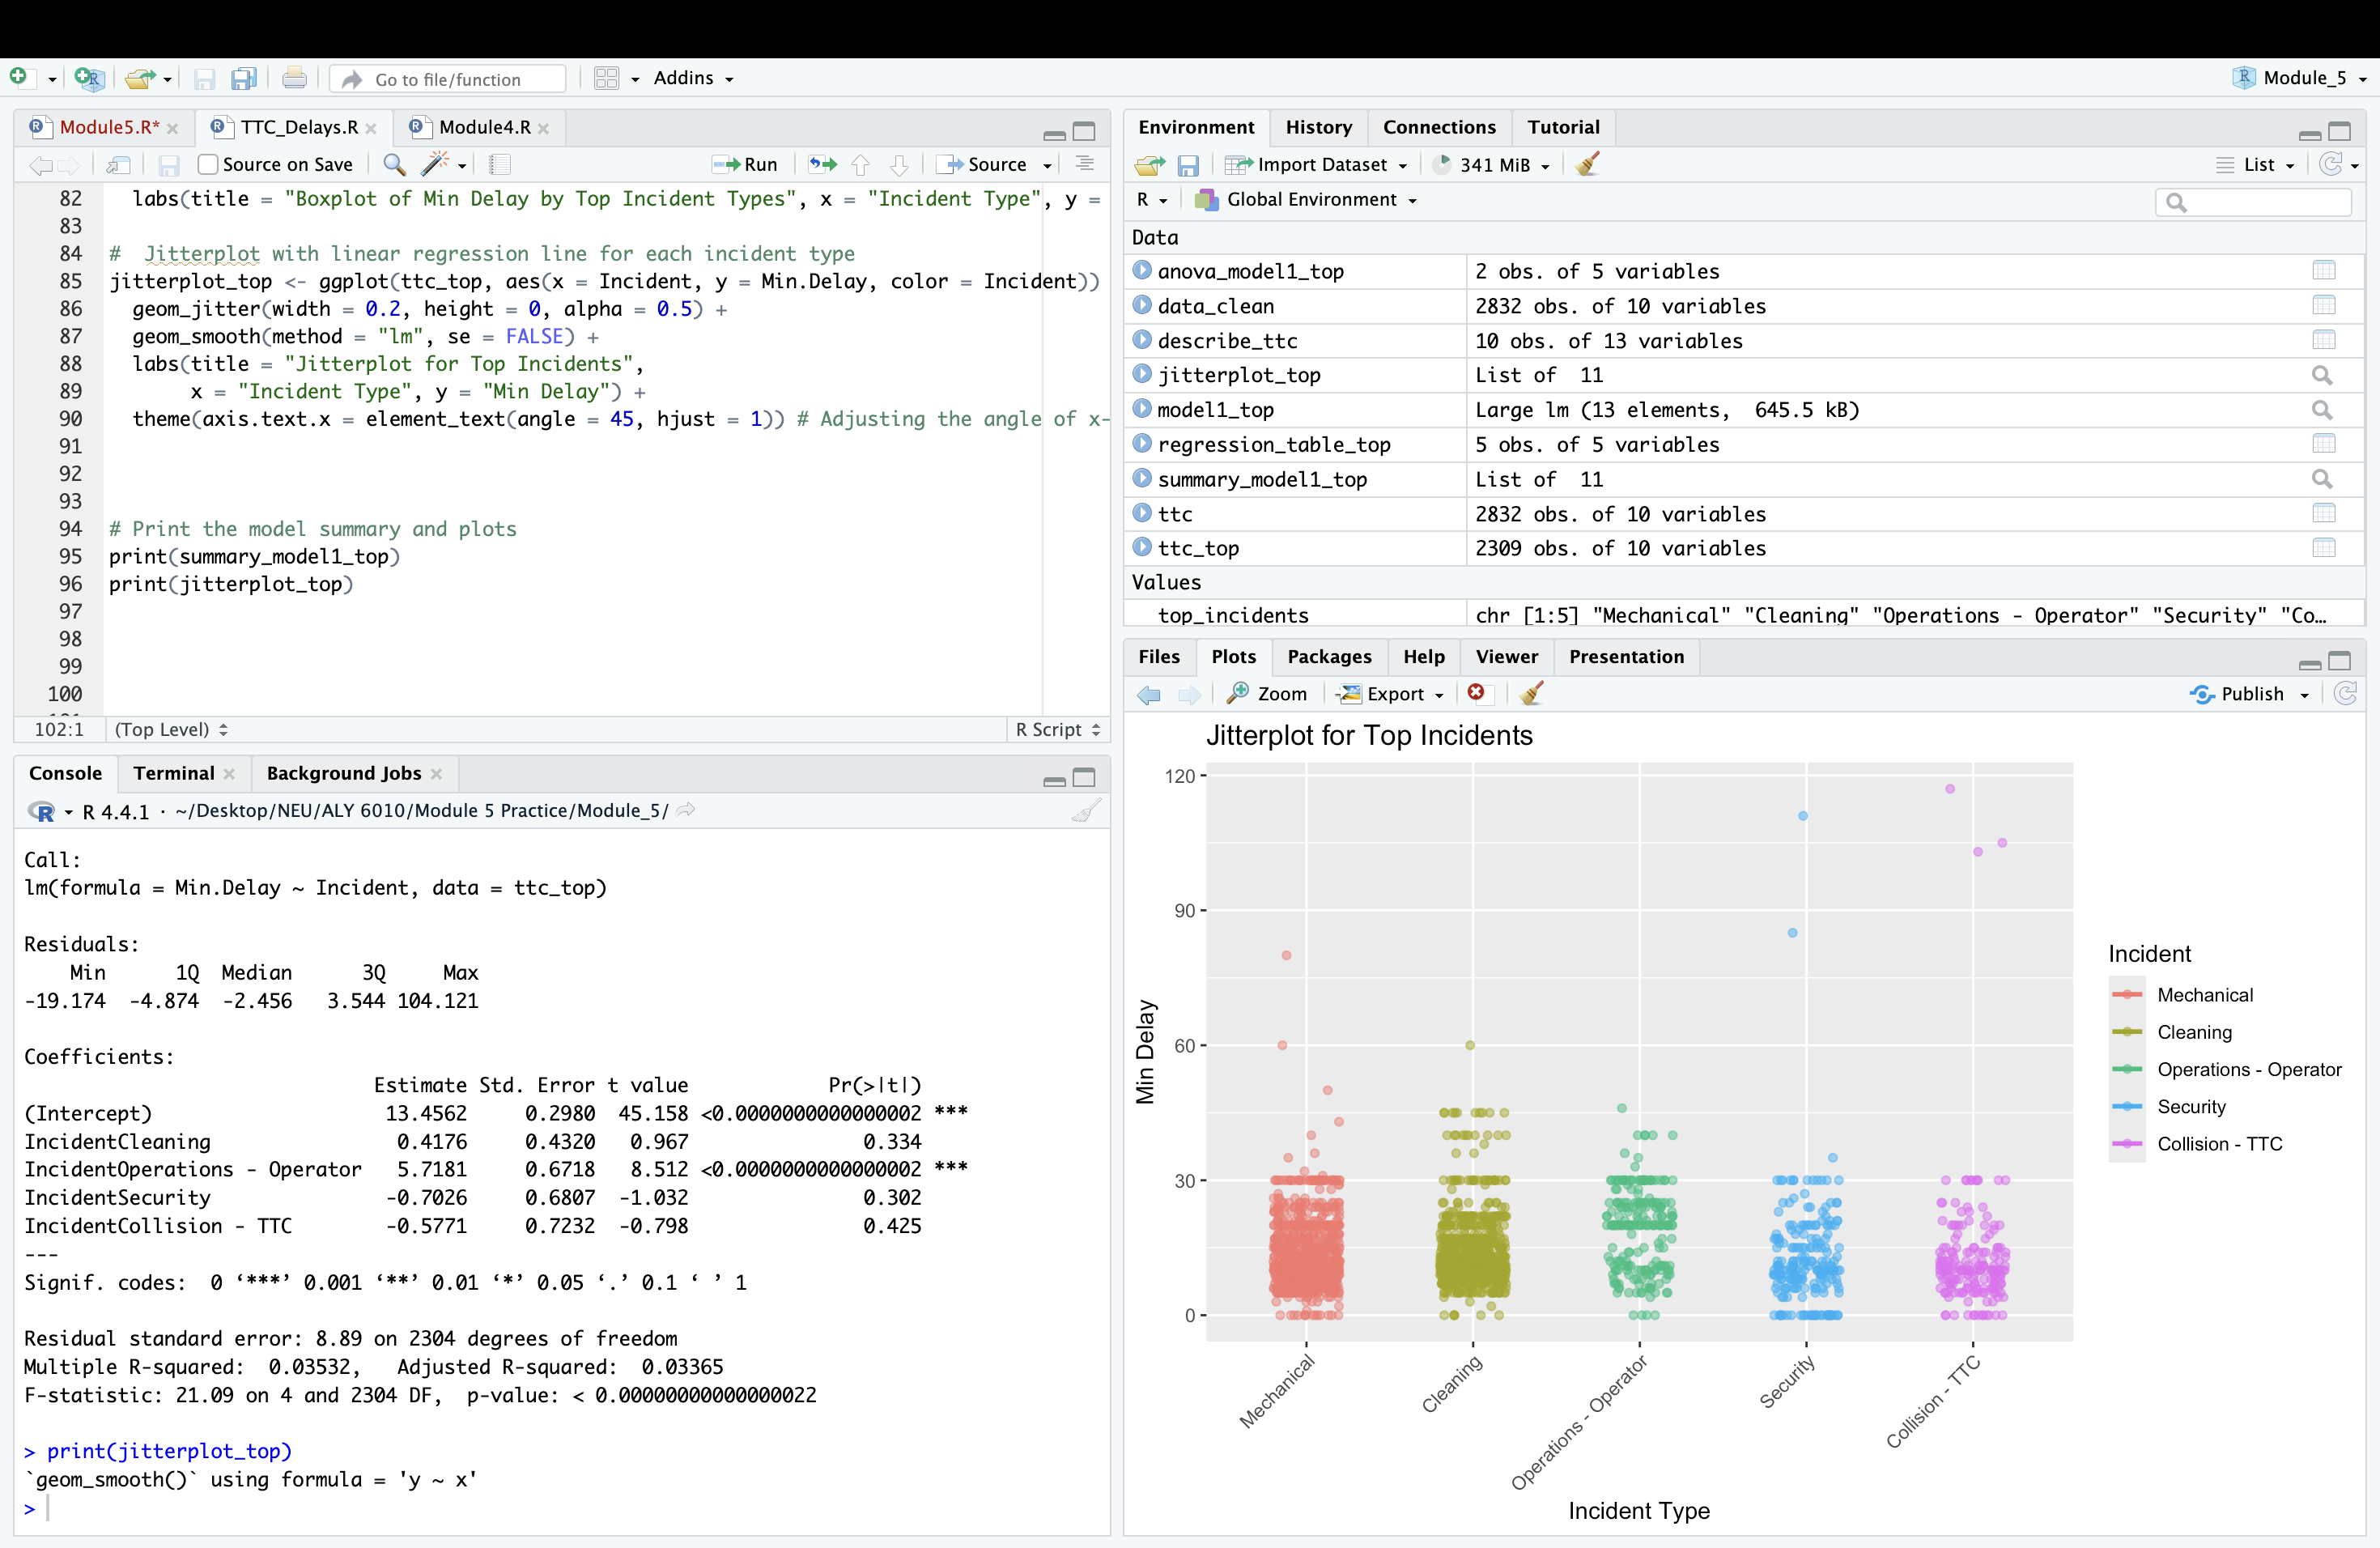 Go to file/function
Addins
Module_5
Module5.R*
TTC_Delays.R
Module4.R
Source on Save
Run
Source
82 labs(title = "Boxplot of Min Delay by Top Incident Types", x = "Incident Type", y =
83
84 #  Jitterplot with linear regression line for each incident type
85 jitterplot_top <- ggplot(ttc_top, aes(x = Incident, y = Min.Delay, color = Incident))
86 geom_jitter(width = 0.2, height = 0, alpha = 0.5) +
87 geom_smooth(method = "lm", se = FALSE) +
88 labs(title = "Jitterplot for Top Incidents",
89 x = "Incident Type", y = "Min Delay") +
90 theme(axis.text.x = element_text(angle = 45, hjust = 1)) # Adjusting the angle of x-
91
92
93
94 # Print the model summary and plots
95 print(summary_model1_top)
96 print(jitterplot_top)
97
98
99
100
102:1 (Top Level) R Script
Console Terminal Background Jobs
R 4.4.1 · ~/Desktop/NEU/ALY 6010/Module 5 Practice/Module_5/
Call:
lm(formula = Min.Delay ~ Incident, data = ttc_top)
Residuals:
Min 1Q Median 3Q Max
-19.174 -4.874 -2.456 3.544 104.121
Coefficients:
Estimate Std. Error t value Pr(>|t|)
(Intercept) 13.4562 0.2980 45.158 <0.0000000000000002 ***
IncidentCleaning 0.4176 0.4320 0.967 0.334
IncidentOperations - Operator 5.7181 0.6718 8.512 <0.0000000000000002 ***
IncidentSecurity -0.7026 0.6807 -1.032 0.302
IncidentCollision - TTC -0.5771 0.7232 -0.798 0.425
---
Signif. codes: 0 ‘***’ 0.001 ‘**’ 0.01 ‘*’ 0.05 ‘.’ 0.1 ‘ ’ 1
Residual standard error: 8.89 on 2304 degrees of freedom
Multiple R-squared: 0.03532, Adjusted R-squared: 0.03365
F-statistic: 21.09 on 4 and 2304 DF, p-value: < 0.00000000000000022
> print(jitterplot_top)
`geom_smooth()` using formula = 'y ~ x'
>
Environment History Connections Tutorial
Import Dataset 341 MiB List
R Global Environment
Data
anova_model1_top 2 obs. of 5 variables
data_clean 2832 obs. of 10 variables
describe_ttc 10 obs. of 13 variables
jitterplot_top List of 11
model1_top Large lm (13 elements, 645.5 kB)
regression_table_top 5 obs. of 5 variables
summary_model1_top List of 11
ttc 2832 obs. of 10 variables
ttc_top 2309 obs. of 10 variables
Values
top_incidents chr [1:5] "Mechanical" "Cleaning" "Operations - Operator" "Security" "Co…
Files Plots Packages Help Viewer Presentation
Zoom Export Publish
Jitterplot for Top Incidents
120
90
60
30
0
Min Delay
Mechanical
Cleaning
Operations - Operator
Security
Collision - TTC
Incident Type
Incident
Mechanical
Cleaning
Operations - Operator
Security
Collision - TTC